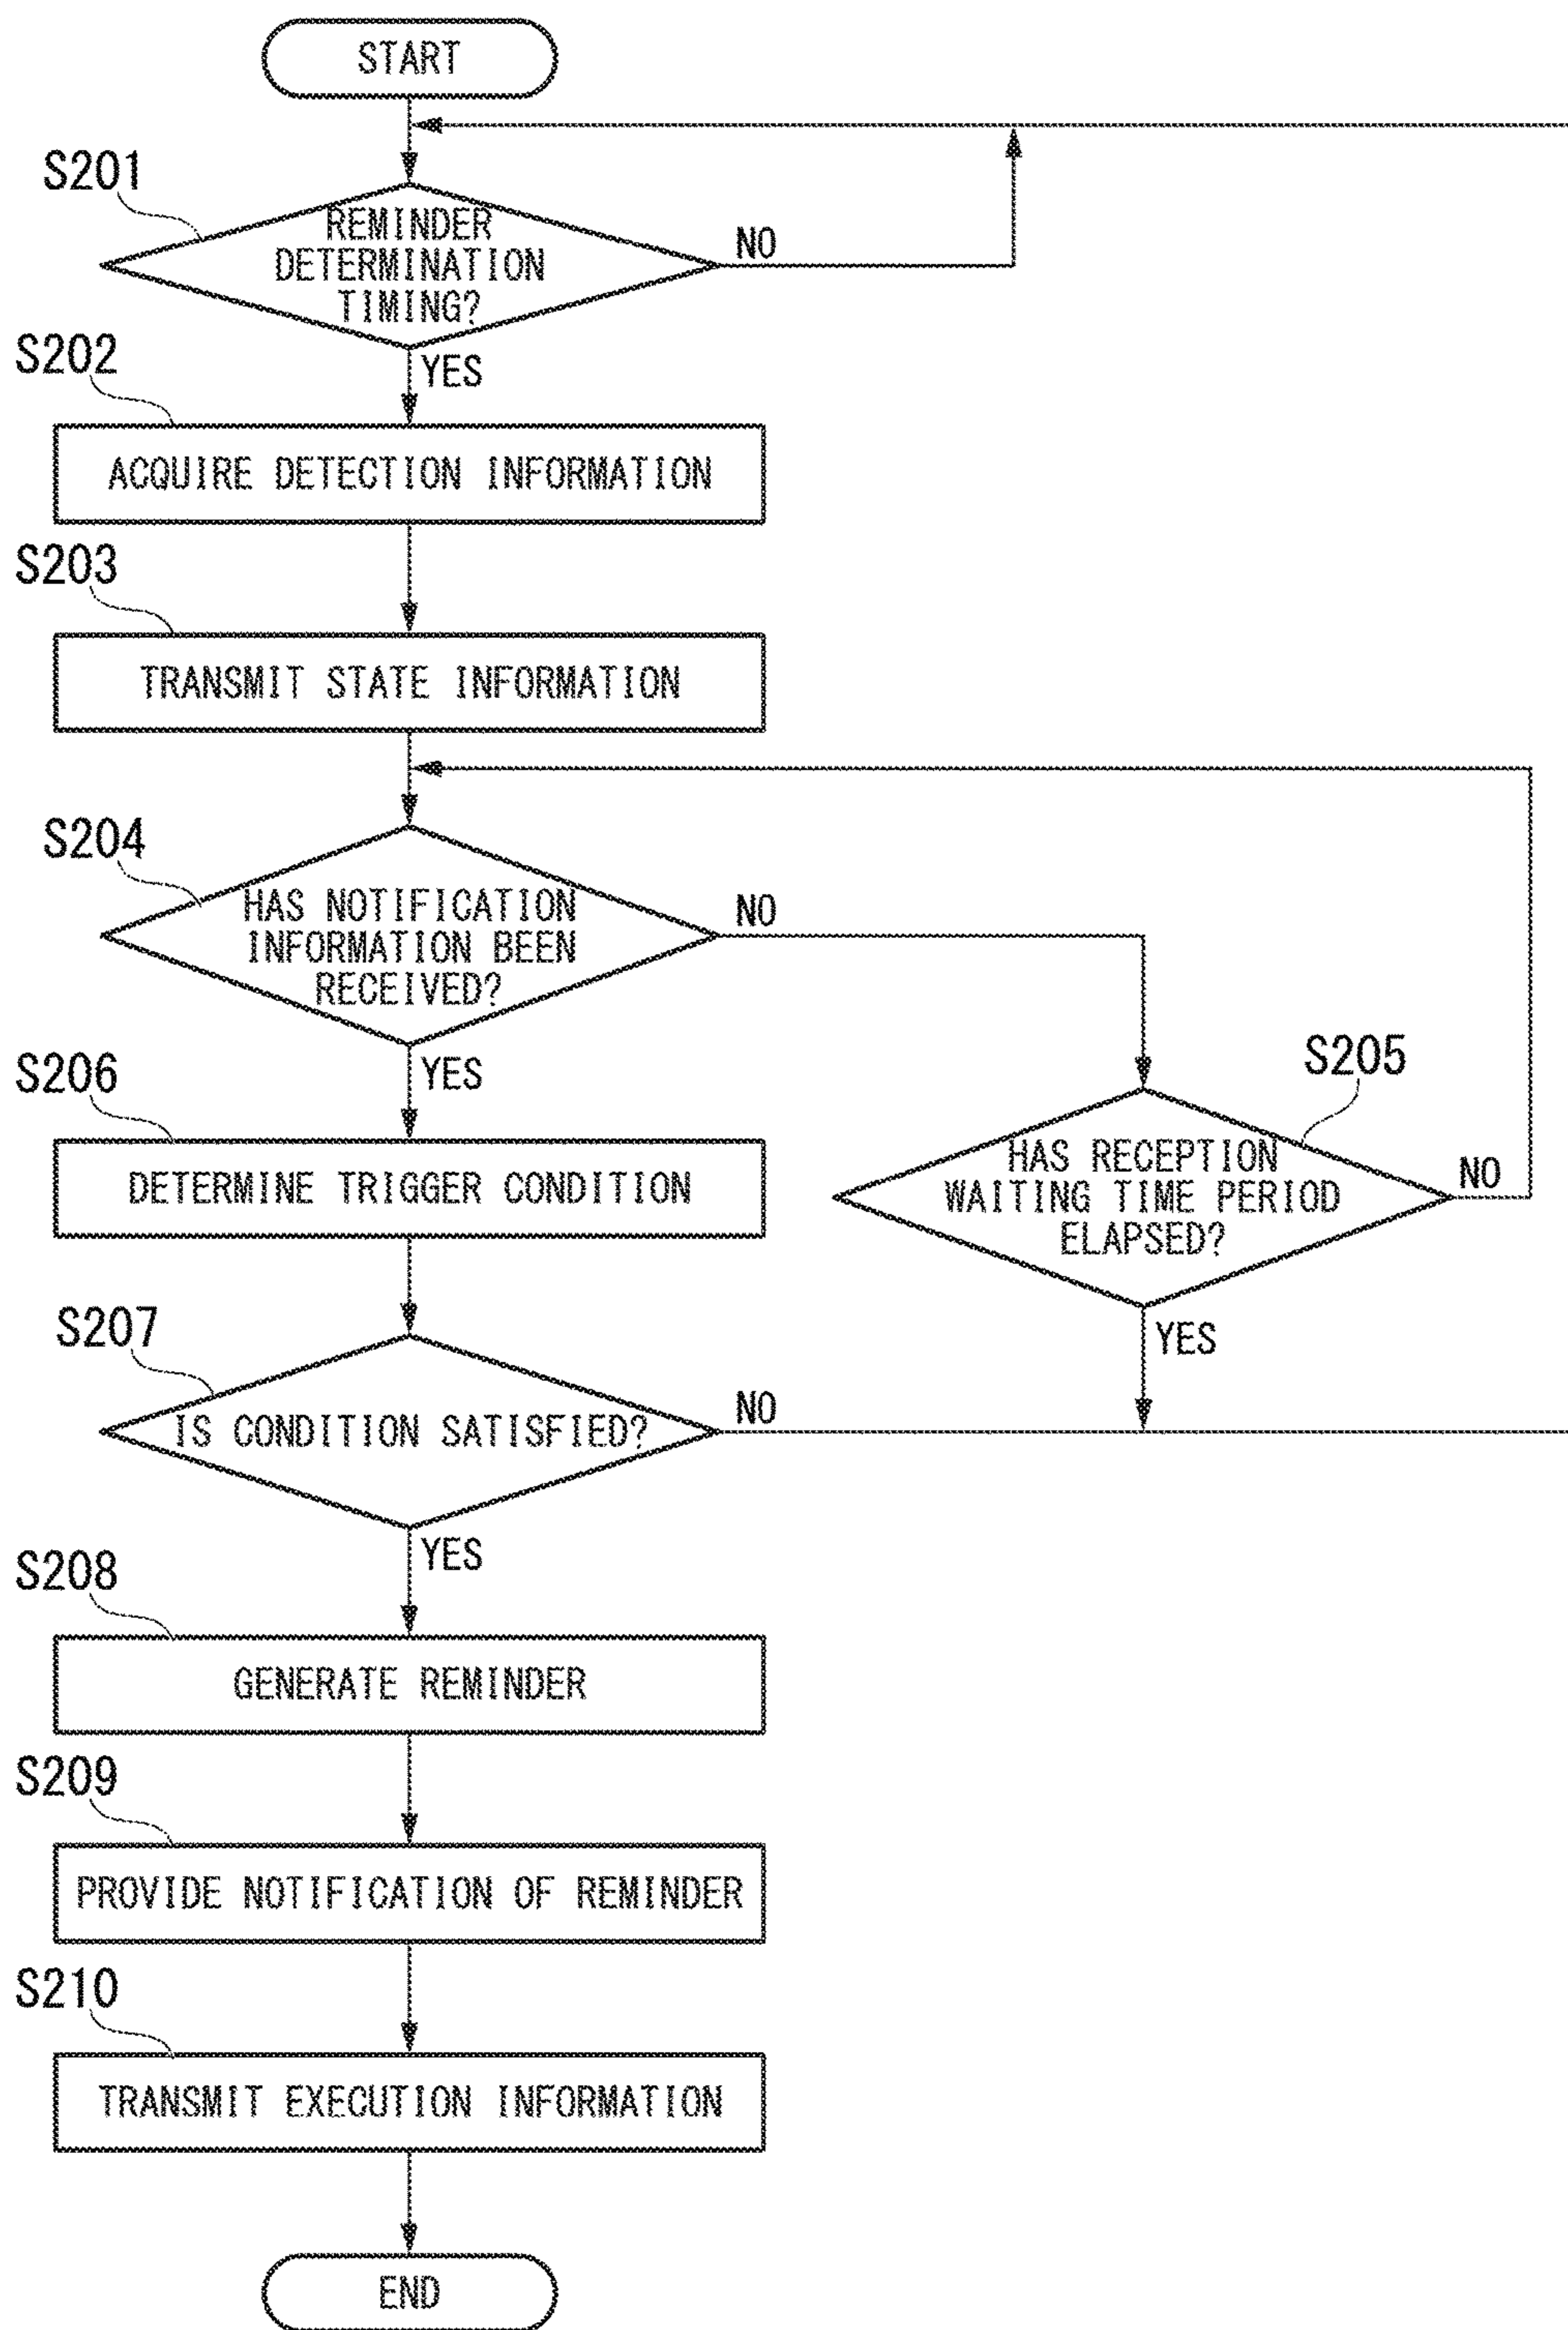 START
S201
REMINDER
DETERMINATION
TIMING?
NO
YES
S202
ACQUIRE DETECTION INFORMATION
S203
TRANSMIT STATE INFORMATION
S204
HAS NOTIFICATION
INFORMATION BEEN
RECEIVED?
NO
YES
S205
HAS RECEPTION
WAITING TIME PERIOD
ELAPSED?
NO
YES
S206
DETERMINE TRIGGER CONDITION
S207
IS CONDITION SATISFIED?
NO
YES
S208
GENERATE REMINDER
S209
PROVIDE NOTIFICATION OF REMINDER
S210
TRANSMIT EXECUTION INFORMATION
END